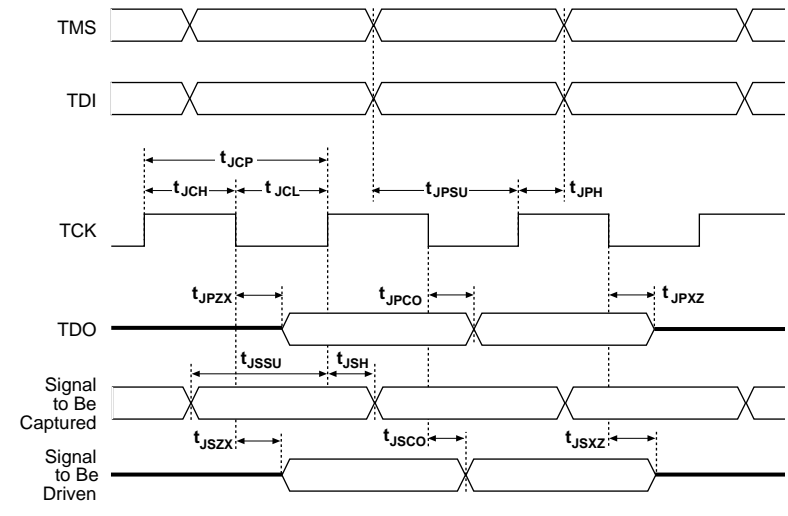 TMS
TDI
tJCP
tJCH
tJCL
tJPSU
tJPH
TCK
tJPZX
tJPCO
tJPXZ
TDO
tJSSU
tJSH
Signal
to Be
Captured
tJSZX
tJSCO
tJSXZ
Signal
to Be
Driven